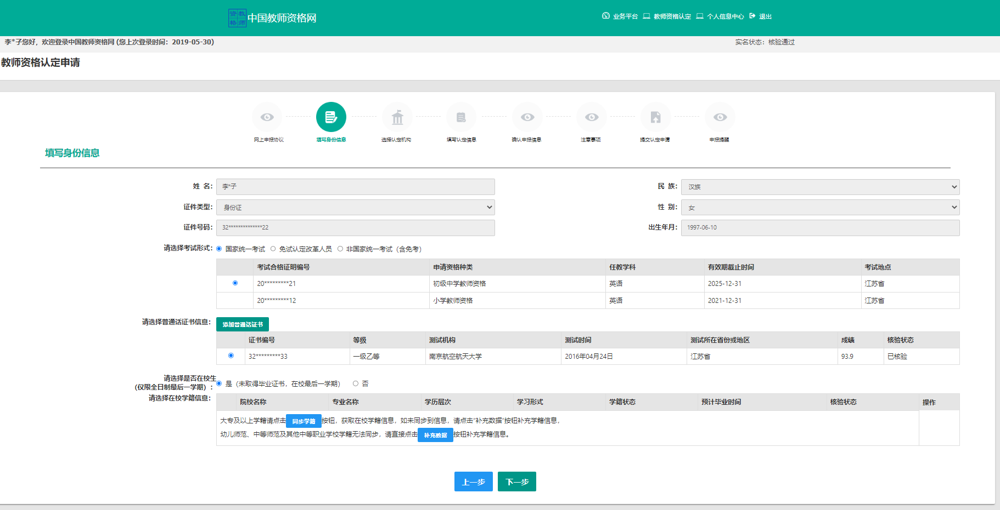 资教格师 中国教师资格网 业务平台 教师资格认定 个人信息中心 退出
李*子您好，欢迎登录中国教师资格网 (您上次登录时间：2019-05-30) 实名状态：核验通过
教师资格认定申请
网上申报协议 填写身份信息 选择认定机构 填写认定信息 确认申报信息 注意事项 提交认定申请 申报提醒
填写身份信息
姓 名： 李*子 民 族： 汉族
证件类型： 身份证 性 别： 女
证件号码： 32**************22 出生年月： 1997-06-10
请选择考试形式： 国家统一考试 免试认定改革人员 非国家统一考试（含免考）
考试合格证明编号 申请资格种类 任教学科 有效期截止时间 考试地点
20*********21 初级中学教师资格 英语 2025-12-31 江苏省
20*********12 小学教师资格 英语 2021-12-31 江苏省
请选择普通话证书信息： 添加普通话证书
证书编号 等级 测试机构 测试时间 测试所在省份或地区 成绩 核验状态
32*********33 一级乙等 南京航空航天大学 2016年04月24日 江苏省 93.9 已核验
请选择是否在校生
（仅限全日制最后一学期）： 是（未取得毕业证书，在校最后一学期） 否
请选择在校学籍信息： 院校名称 专业名称 学历层次 学习形式 学籍状态 预计毕业时间 核验状态 操作
大专及以上学籍请点击 同步学籍 按钮，获取在校学籍信息，如未同步到信息，请点击“补充数据”按钮补充学籍信息，
幼儿师范、中等师范及其他中等职业学校学籍无法同步，请直接点击 补充数据 按钮补充学籍信息。
上一步 下一步